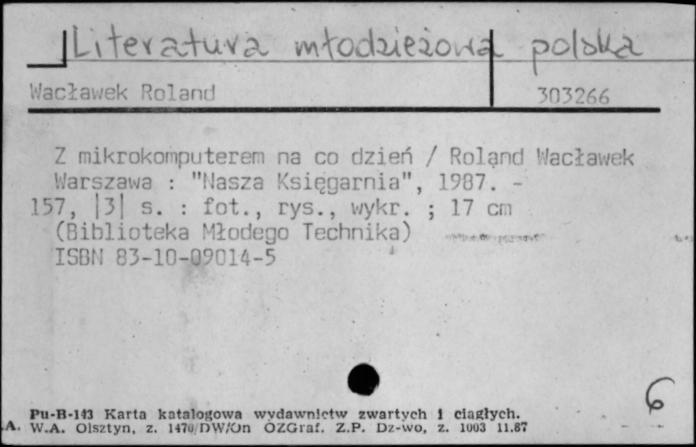 Literatura młodzieżowa polska
Wacławek Roland 303266
Z mikrokomputerem na co dzień / Roland Wacławek
Warszawa : "Nasza Księgarnia", 1987. -
157, |3| s. : fot., rys., wykr. ; 17 cm
(Biblioteka Młodego Technika)
ISBN 83-10-09014-5
6
Pu-B-143 Karta katalogowa wydawnictw zwartych i ciągłych.
.A. W.A. Olsztyn, z. 1470/DW/On OZGraf. Z.P. Dz-wo, z. 1003 11.87